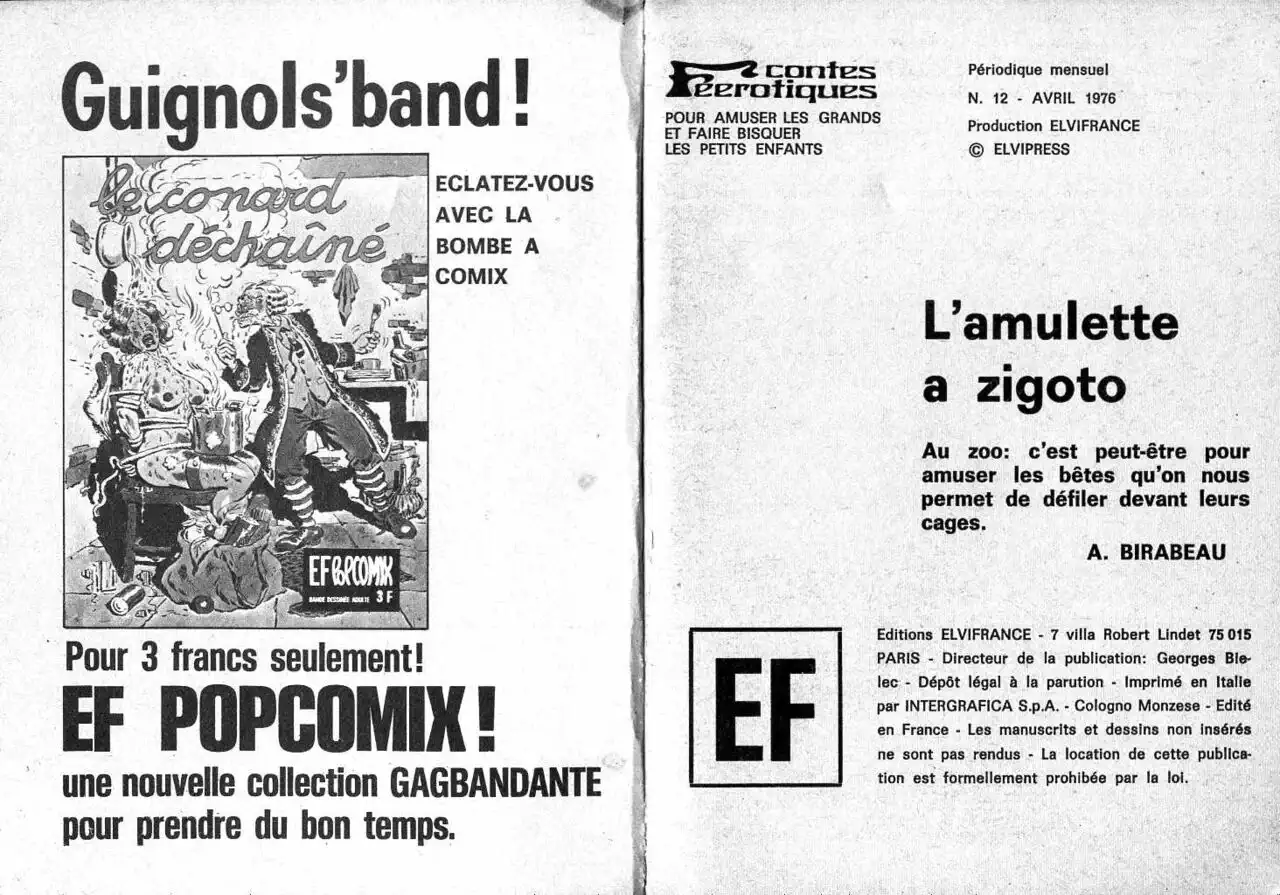 Guignols'band!
le conard
déchaîné
ECLATEZ-VOUS
AVEC LA
BOMBE A
COMIX
EF POPCOMIX
BANDE DESSINÉE ADULTE 3 F
Pour 3 francs seulement!
EF POPCOMIX!
une nouvelle collection GAGBANDANTE
pour prendre du bon temps.
contes
Féerotiques
POUR AMUSER LES GRANDS
ET FAIRE BISQUER
LES PETITS ENFANTS
Périodique mensuel
N. 12 - AVRIL 1976
Production ELVIFRANCE
© ELVIPRESS
L'amulette
a zigoto
Au zoo: c'est peut-être pour
amuser les bêtes qu'on nous
permet de défiler devant leurs
cages.
A. BIRABEAU
EF
Editions ELVIFRANCE - 7 villa Robert Lindet 75 015
PARIS - Directeur de la publication: Georges Bie-
lec - Dépôt légal à la parution - Imprimé en Italie
par INTERGRAFICA S.p.A. - Cologno Monzese - Edité
en France - Les manuscrits et dessins non insérés
ne sont pas rendus - La location de cette publica-
tion est formellement prohibée par la loi.